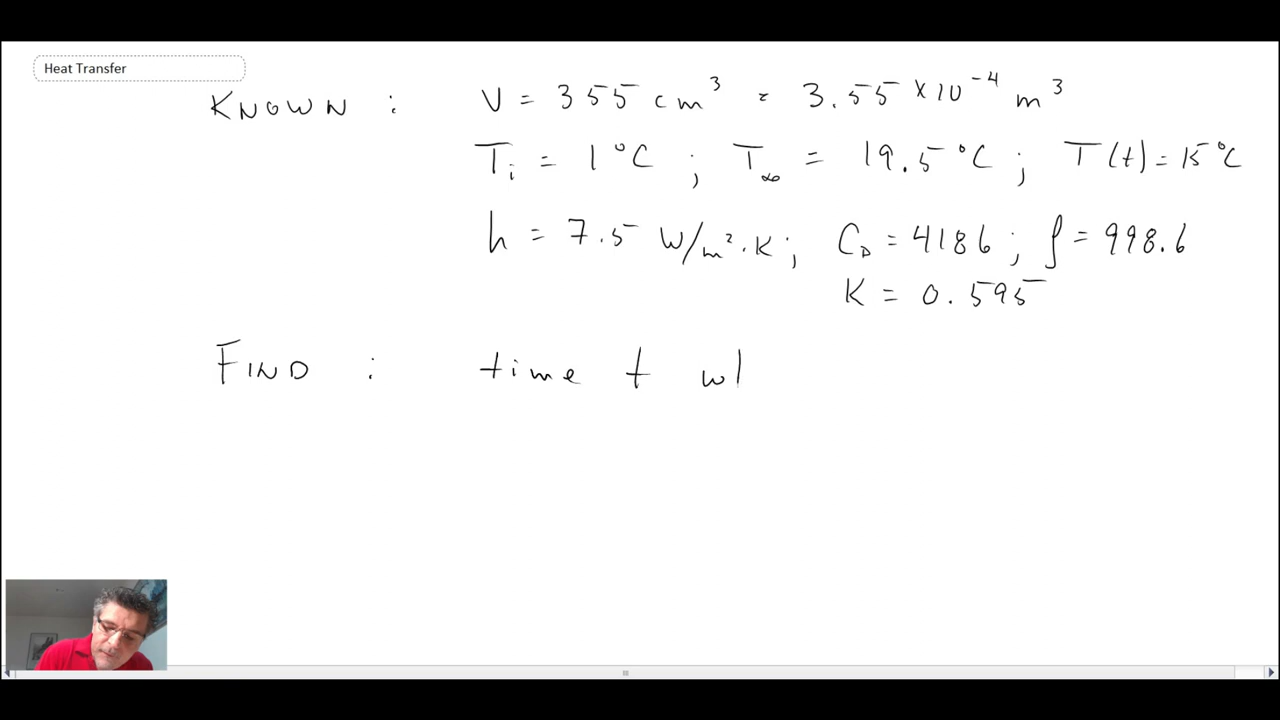 Heat Transfer
KNOWN : V = 355 cm³ = 3.55 × 10⁻⁴ m³
Tᵢ = 1 °C ; T∞ = 19.5 °C ; T(t) = 15 °C
h = 7.5 W/m²·K ; Cp = 4186 ; ρ = 998.6
K = 0.595
FIND : time t wh